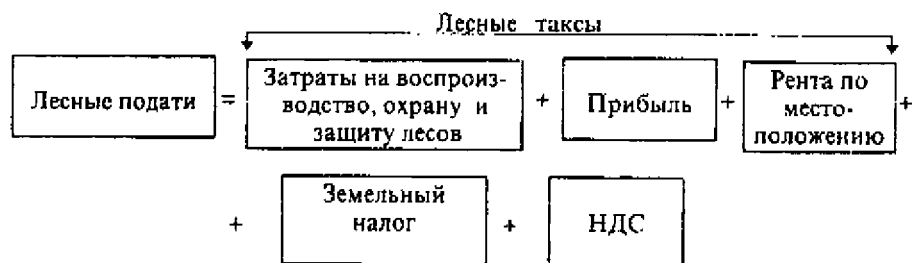 Лесные таксы
Лесные подати = Затраты на воспроиз-
водство, охрану и
защиту лесов + Прибыль + Рента по
место-
положению +
+ Земельный
налог + НДС